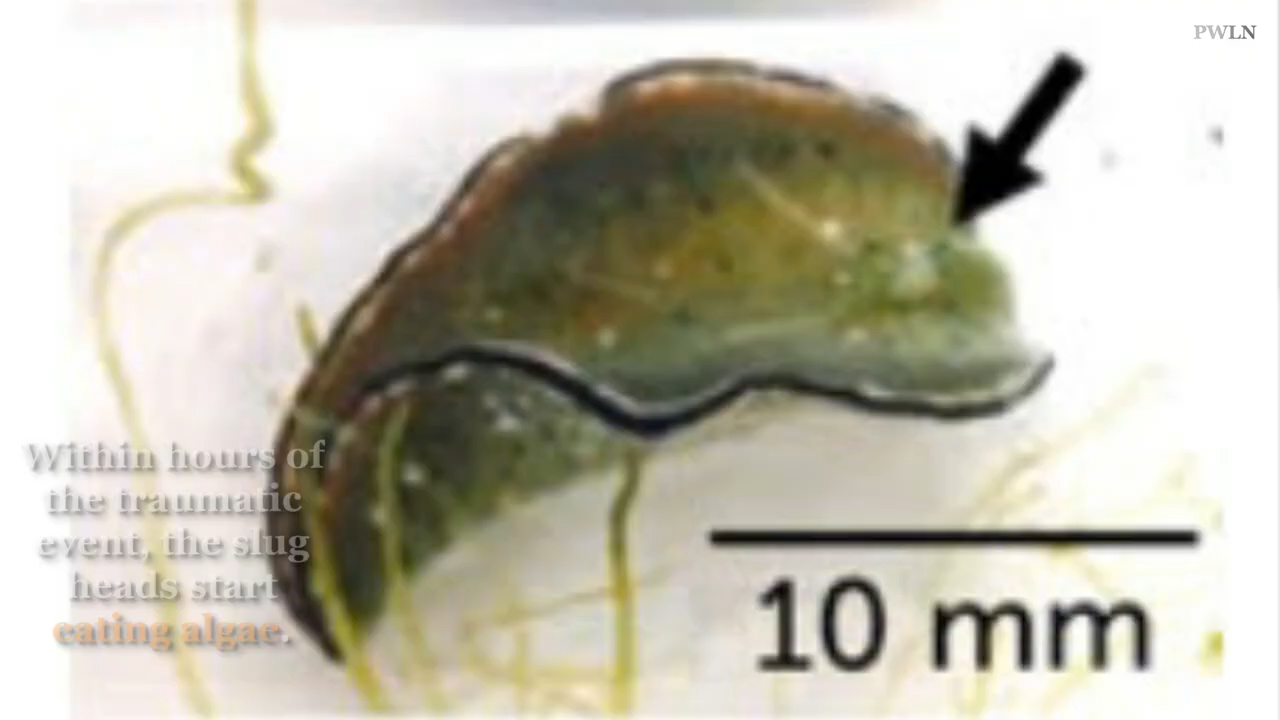 PWLN
Within hours of
the traumatic
event, the slug
heads start
eating algae.
10 mm